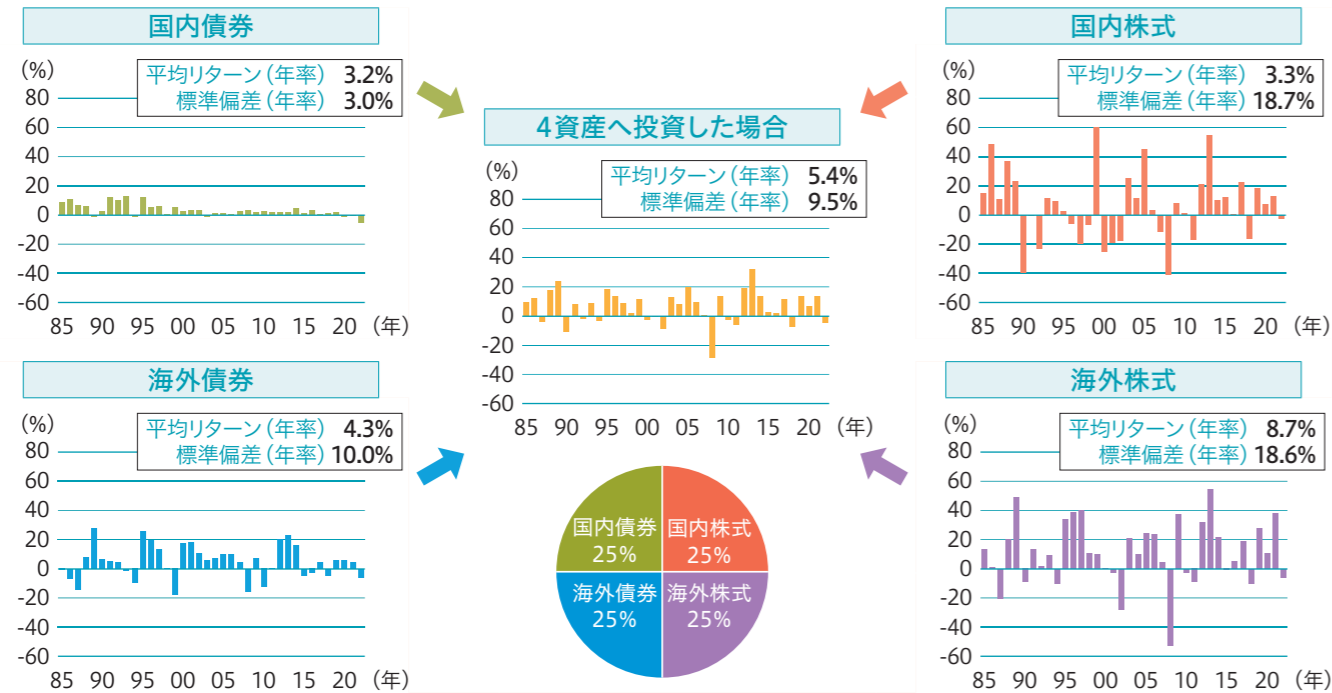 国内債券
(%)
平均リターン（年率） 3.2%
標準偏差（年率） 3.0%
80
60
40
20
0
-20
-40
-60
85 90 95 00 05 10 15 20 (年)
国内株式
(%)
平均リターン（年率） 3.3%
標準偏差（年率） 18.7%
80
60
40
20
0
-20
-40
-60
85 90 95 00 05 10 15 20 (年)
4資産へ投資した場合
(%)
平均リターン（年率） 5.4%
標準偏差（年率） 9.5%
80
60
40
20
0
-20
-40
-60
85 90 95 00 05 10 15 20 (年)
海外債券
(%)
平均リターン（年率） 4.3%
標準偏差（年率） 10.0%
80
60
40
20
0
-20
-40
-60
85 90 95 00 05 10 15 20 (年)
国内債券
25%
国内株式
25%
海外債券
25%
海外株式
25%
海外株式
(%)
平均リターン（年率） 8.7%
標準偏差（年率） 18.6%
80
60
40
20
0
-20
-40
-60
85 90 95 00 05 10 15 20 (年)